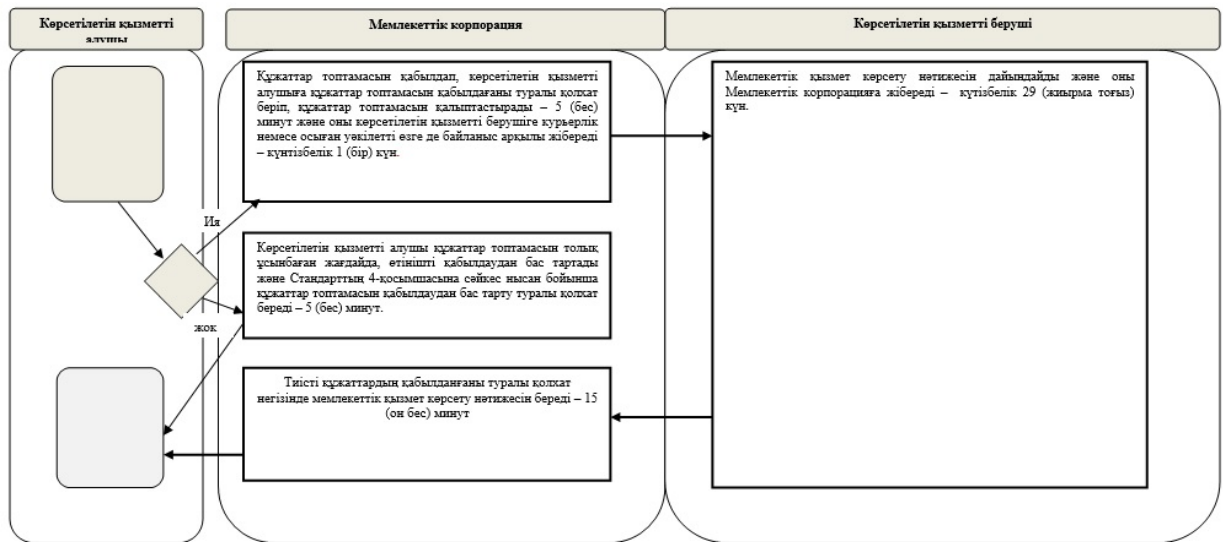 Көрсетілетін қызметті
алушы
Мемлекеттік корпорация
Көрсетілетін қызметті беруші
Құжаттар топтамасын қабылдап, көрсетілетін қызметті
алушыға құжаттар топтамасын қабылдағаны туралы қолхат
беріп, құжаттар топтамасын қалыптастырады – 5 (бес)
минут және оны көрсетілетін қызметті берушіге курьерлік
немесе осыған уәкілетті өзге де байланыс арқылы жібереді
– күнтізбелік 1 (бір) күн.
Мемлекеттік қызмет көрсету нәтижесін дайындайды және оны
Мемлекеттік корпорацияға жібереді – күтізбелік 29 (жиырма тоғыз)
күн.
Ия
Көрсетілетін қызметті алушы құжаттар топтамасын толық
ұсынбаған жағдайда, өтінішті қабылдаудан бас тартады
және Стандарттың 4-қосымшасына сәйкес нысан бойынша
құжаттар топтамасын қабылдаудан бас тарту туралы қолхат
береді – 5 (бес) минут.
жок
Тиісті құжаттардың қабылданғаны туралы қолхат
негізінде мемлекеттік қызмет көрсету нәтижесін береді – 15
(он бес) минут